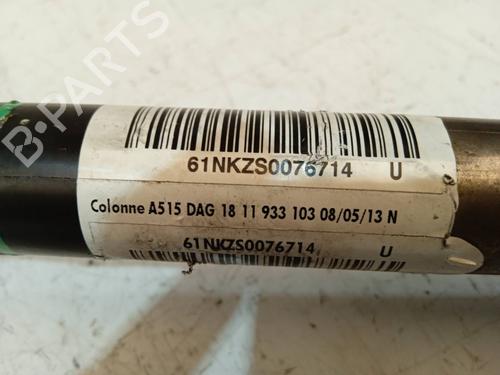 B-PARTS
61NKZS0076714 U
Colonne A515 DAG 18 11 933 103 08/05/13 N
61NKZS0076714 U